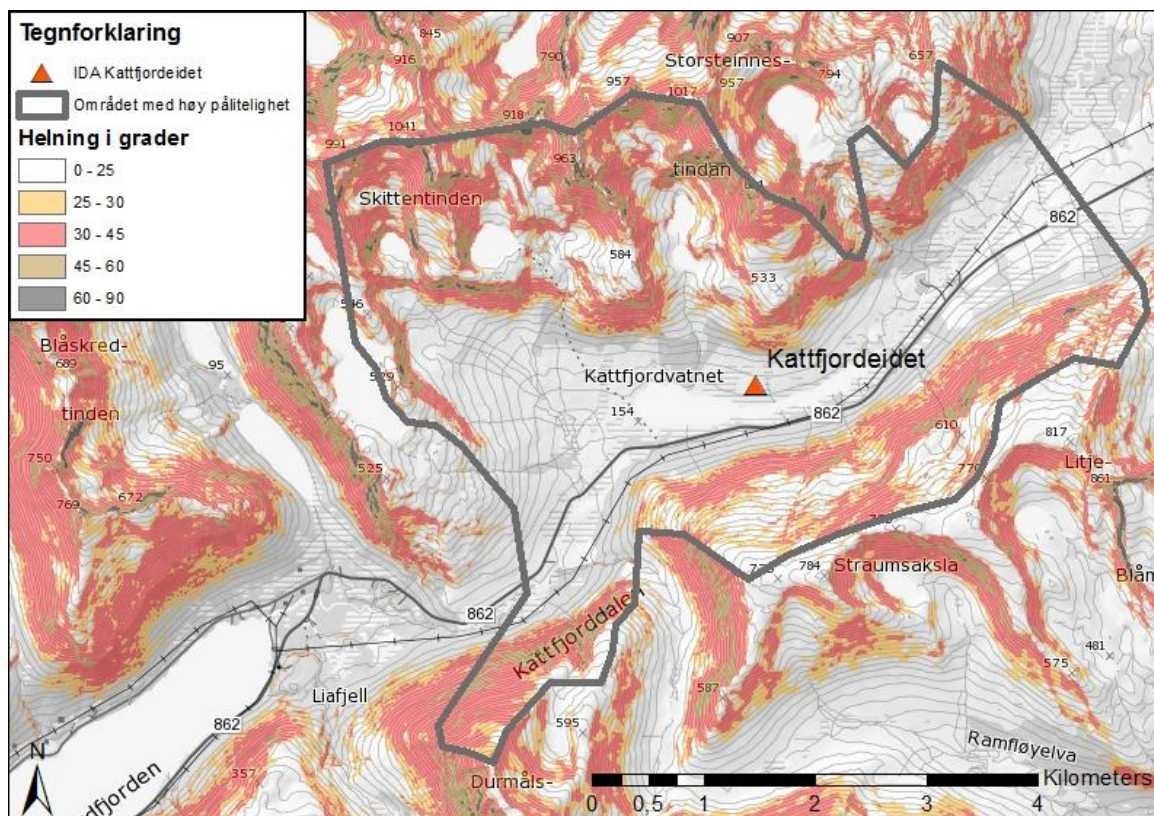 Tegnforklaring
IDA Kattfjordeidet
Området med høy pålitelighet
Helning i grader
0 - 25
25 - 30
30 - 45
45 - 60
60 - 90
845
916
790
907
657
Storsteinnes-
957
957
794
1017
918
1041
991
963
tindan
Skittentinden
862
584
533
546
Blåskred-
689
95
529
Kattfjordeidet
Kattfjordvatnet
tinden
154
862
610
817
750
525
770
Litje-
861
769
672
784
Straumsaksla
Blåm
862
Kattfjorddalen
481
575
Liafjell
587
862
595
Ramfløyelva
N
357
Durmåls-
Kilometers
dfjorden
0 0,5 1 2 3 4